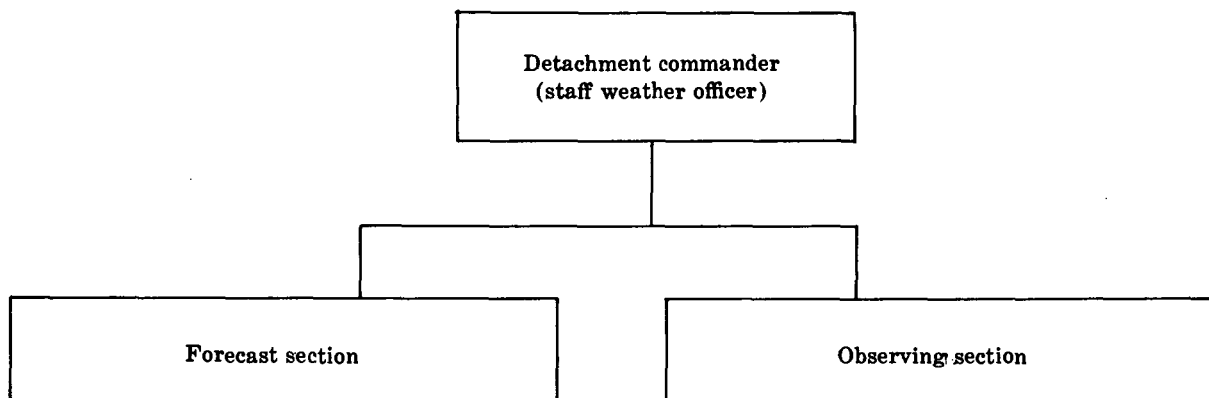 Detachment commander
(staff weather officer)
Forecast section
Observing section